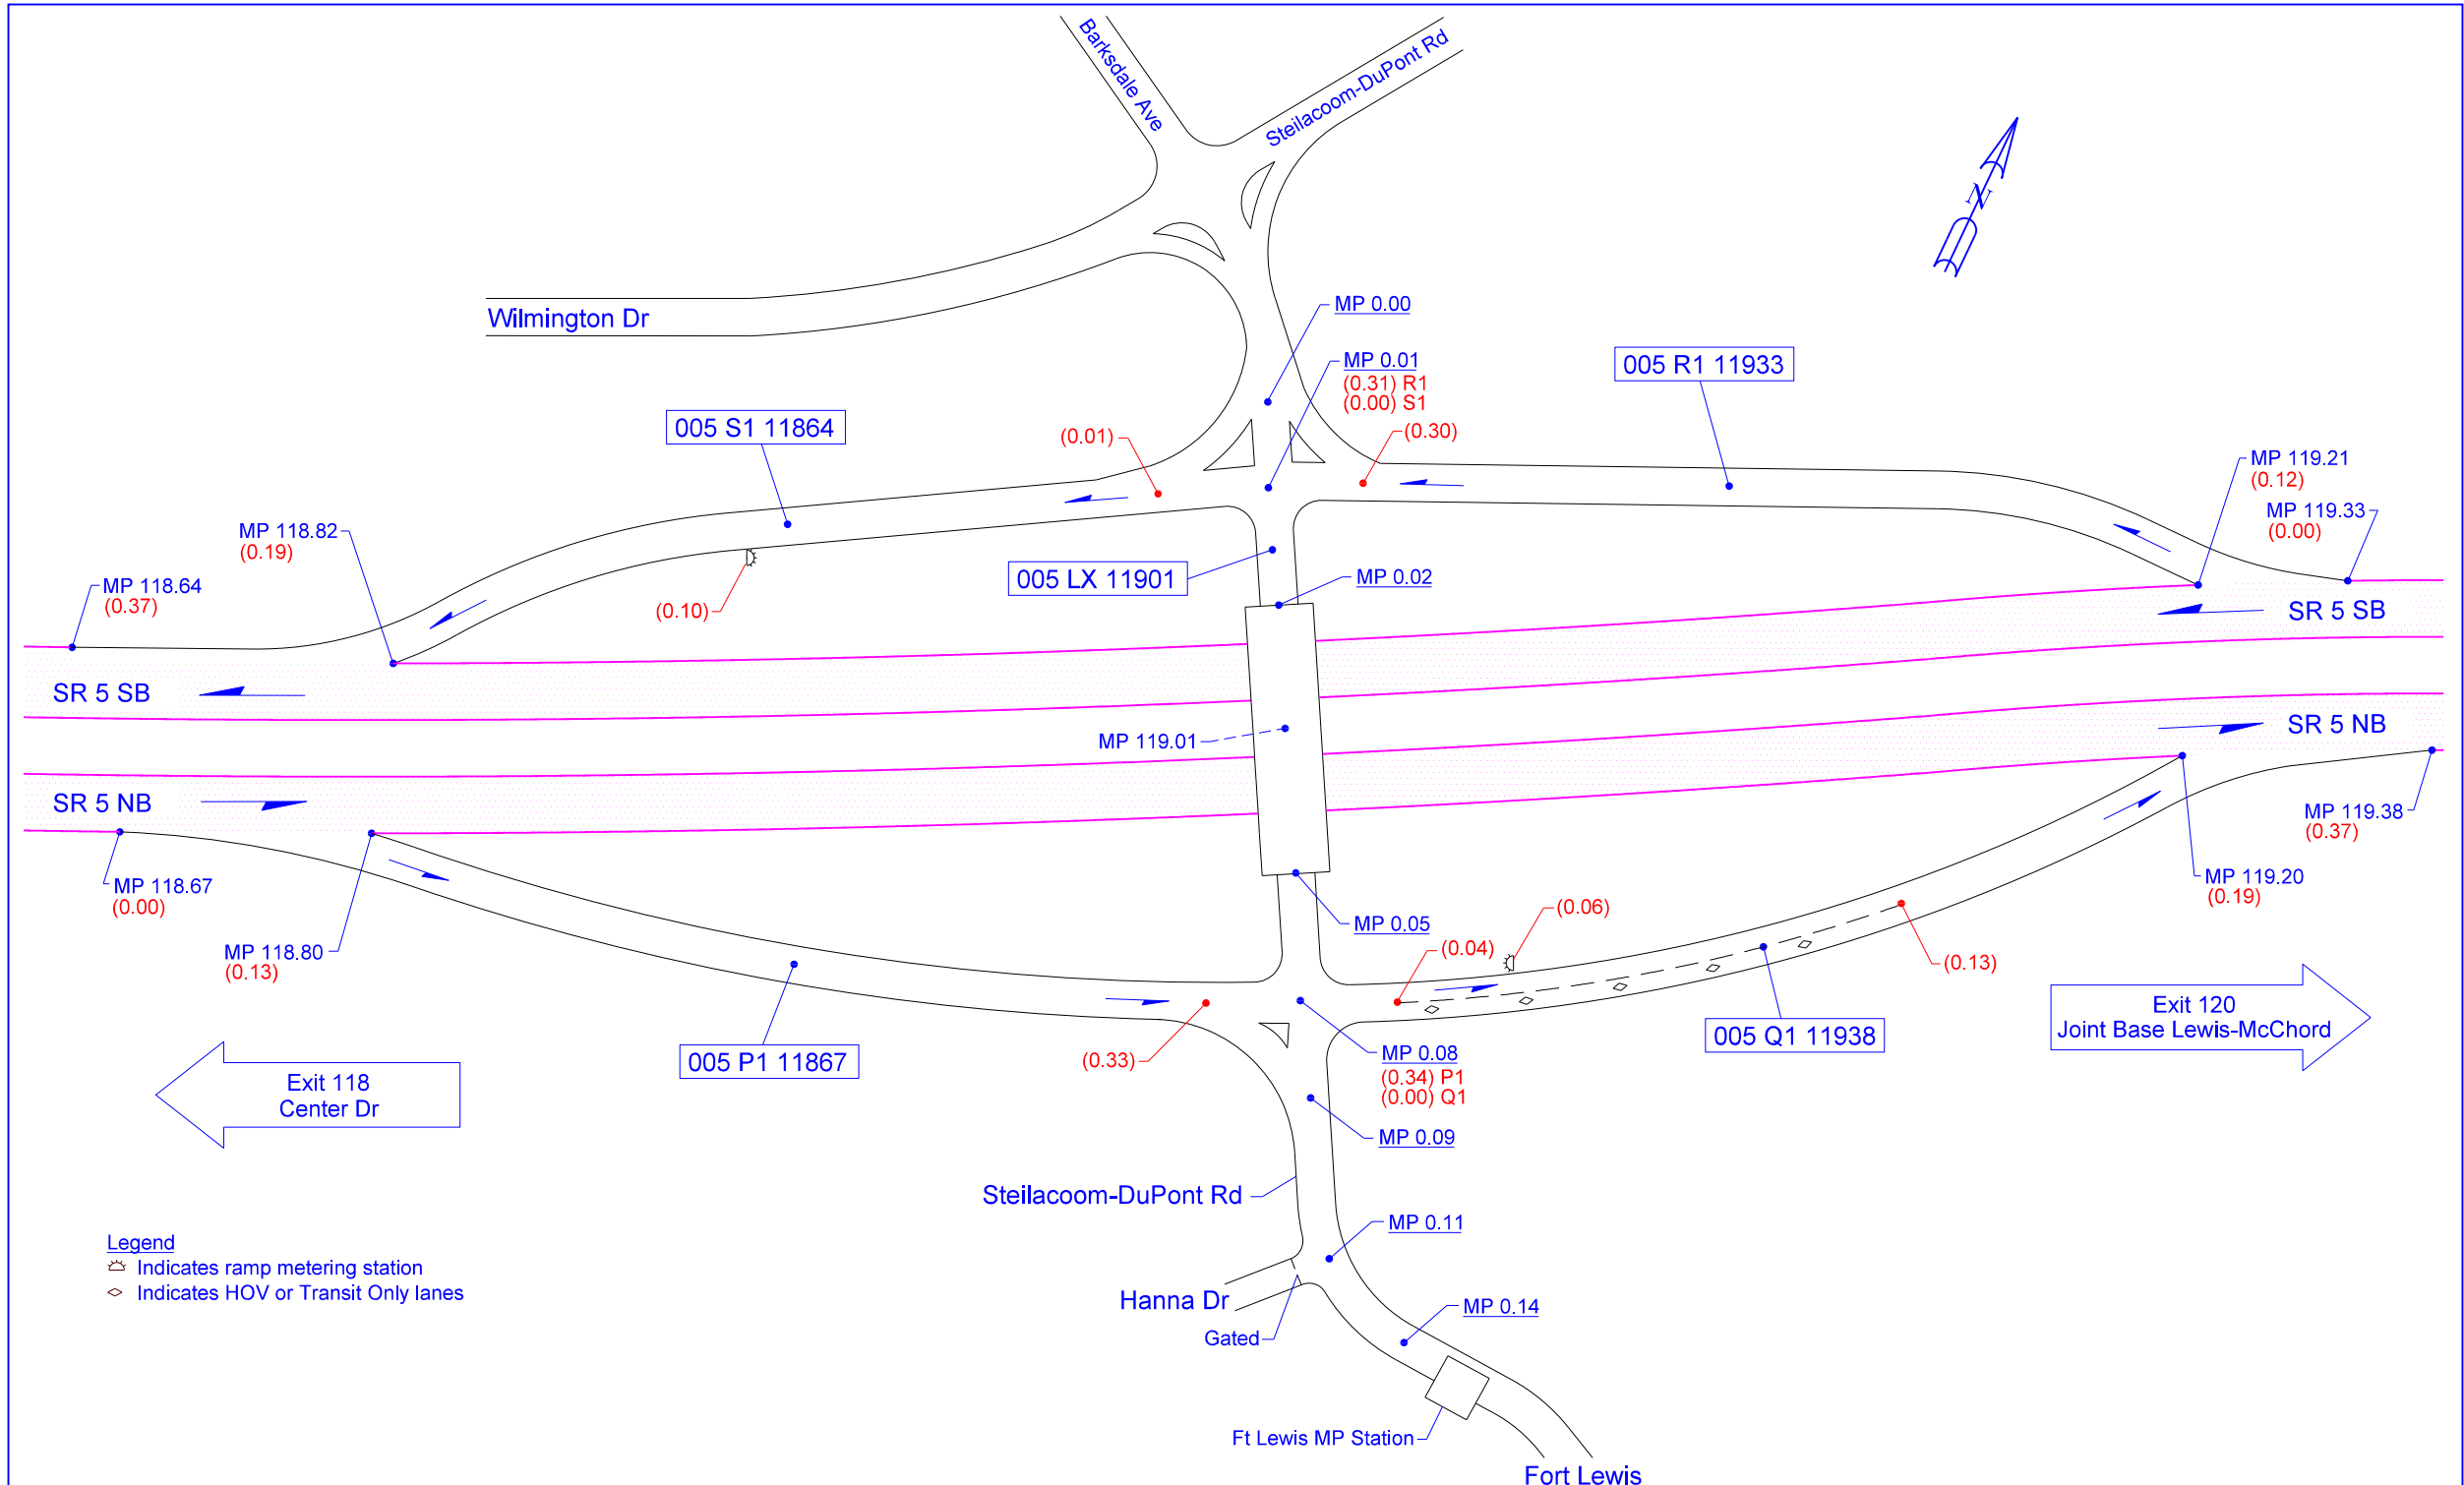 Barksdale Ave
Steilacoom-DuPont Rd
N
Wilmington Dr
MP 0.00
MP 0.01
(0.31) R1
(0.00) S1
005 R1 11933
005 S1 11864
(0.01)
(0.30)
MP 119.21
(0.12)
MP 119.33
(0.00)
MP 118.82
(0.19)
MP 118.64
(0.37)
(0.10)
005 LX 11901
MP 0.02
SR 5 SB
SR 5 SB
MP 119.01
SR 5 NB
SR 5 NB
MP 119.38
(0.37)
MP 118.67
(0.00)
MP 119.20
(0.19)
MP 118.80
(0.13)
MP 0.05
(0.06)
(0.04)
(0.13)
005 P1 11867
(0.33)
MP 0.08
(0.34) P1
(0.00) Q1
005 Q1 11938
Exit 120
Joint Base Lewis-McChord
Exit 118
Center Dr
MP 0.09
Steilacoom-DuPont Rd
MP 0.11
Legend
Indicates ramp metering station
Indicates HOV or Transit Only lanes
Hanna Dr
Gated
MP 0.14
Ft Lewis MP Station
Fort Lewis